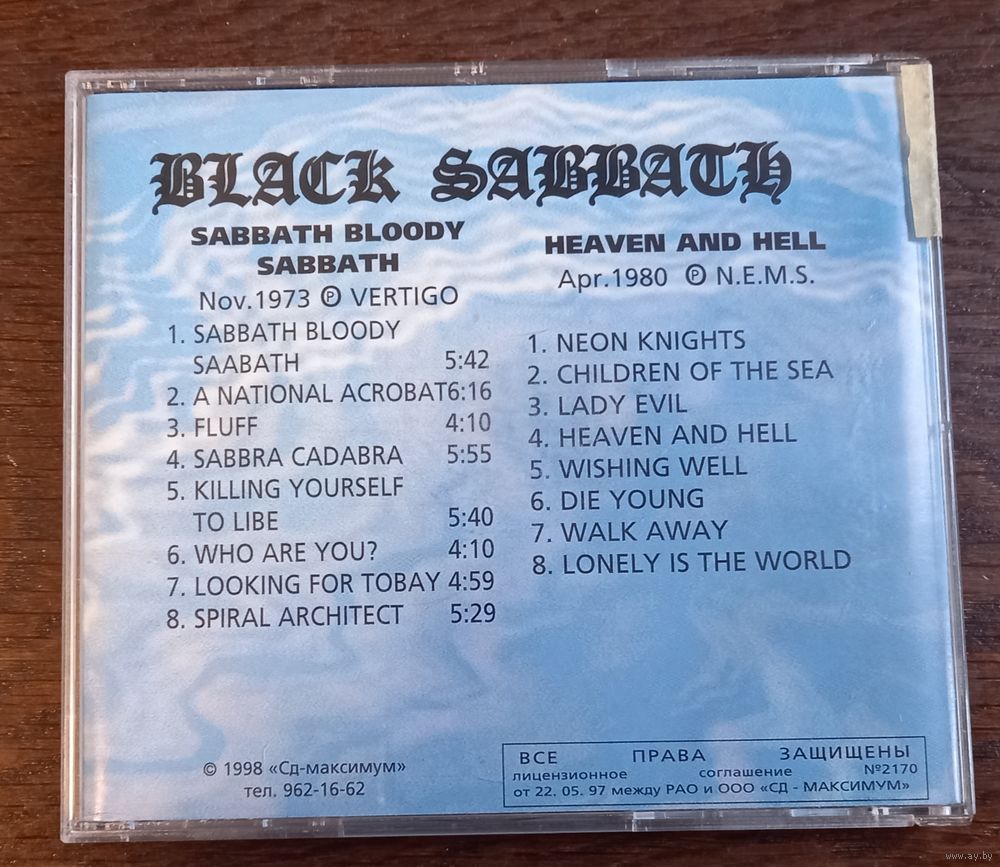 BLACK SABBATH
SABBATH BLOODY
SABBATH
Nov.1973 ℗ VERTIGO
1. SABBATH BLOODY
SAABATH 5:42
2. A NATIONAL ACROBAT6:16
3. FLUFF 4:10
4. SABBRA CADABRA 5:55
5. KILLING YOURSELF
TO LIBE 5:40
6. WHO ARE YOU? 4:10
7. LOOKING FOR TOBAY 4:59
8. SPIRAL ARCHITECT 5:29
HEAVEN AND HELL
Apr.1980 ℗ N.E.M.S.
1. NEON KNIGHTS
2. CHILDREN OF THE SEA
3. LADY EVIL
4. HEAVEN AND HELL
5. WISHING WELL
6. DIE YOUNG
7. WALK AWAY
8. LONELY IS THE WORLD
© 1998 «Сд-максимум»
тел. 962-16-62
ВСЕ ПРАВА ЗАЩИЩЕНЫ
лицензионное соглашение №2170
от 22. 05. 97 между РАО и ООО «СД - МАКСИМУМ»
www.ay.by